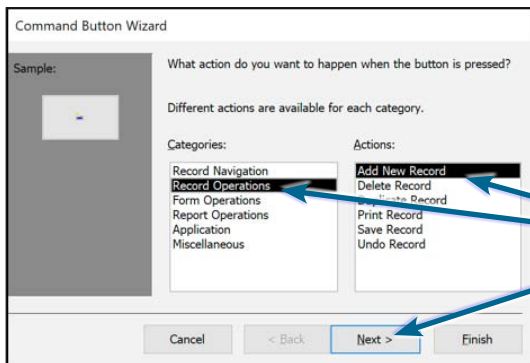 Command Button Wizard
Sample:
What action do you want to happen when the button is pressed?
Different actions are available for each category.
Categories:
Record Navigation
Record Operations
Form Operations
Report Operations
Application
Miscellaneous
Actions:
Add New Record
Delete Record
Duplicate Record
Print Record
Save Record
Undo Record
Cancel
< Back
Next >
Finish